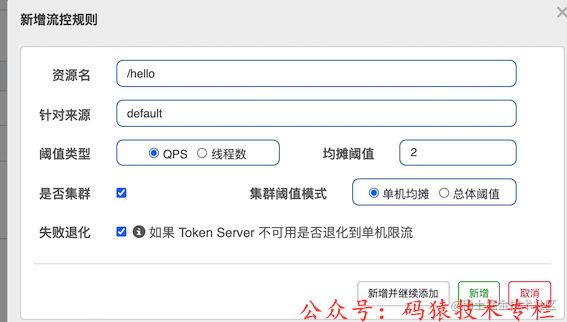 新增流控规则
资源名 /hello
针对来源 default
阈值类型 QPS 线程数 均摊阈值 2
是否集群 集群阈值模式 单机均摊 总体阈值
失败退化 如果 Token Server 不可用是否退化到单机限流
新增并继续添加 新增 取消
公众号：码猿技术专栏